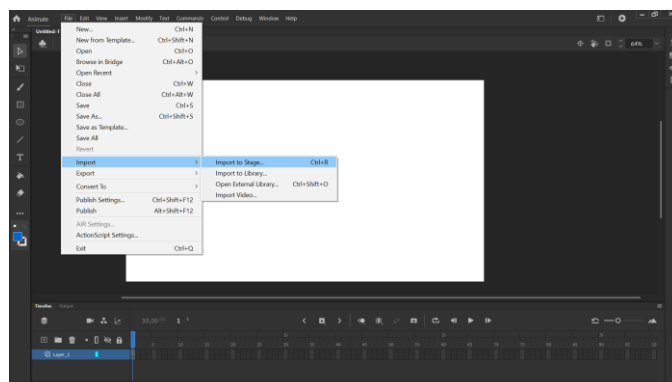 Animate File Edit View Insert Modify Text Commands Control Debug Window Help
64%
New... Ctrl+N
New from Template... Ctrl+Shift+N
Open Ctrl+O
Browse in Bridge Ctrl+Alt+O
Open Recent
Close Ctrl+W
Close All Ctrl+Alt+W
Save Ctrl+S
Save As... Ctrl+Shift+S
Save as Template...
Save All
Revert
Import
Export
Convert To
Publish Settings... Ctrl+Shift+F12
Publish Alt+Shift+F12
AIR Settings...
ActionScript Settings...
Exit Ctrl+Q
Import to Stage... Ctrl+R
Import to Library...
Open External Library... Ctrl+Shift+O
Import Video...
Timeline Output
1
Layer_1